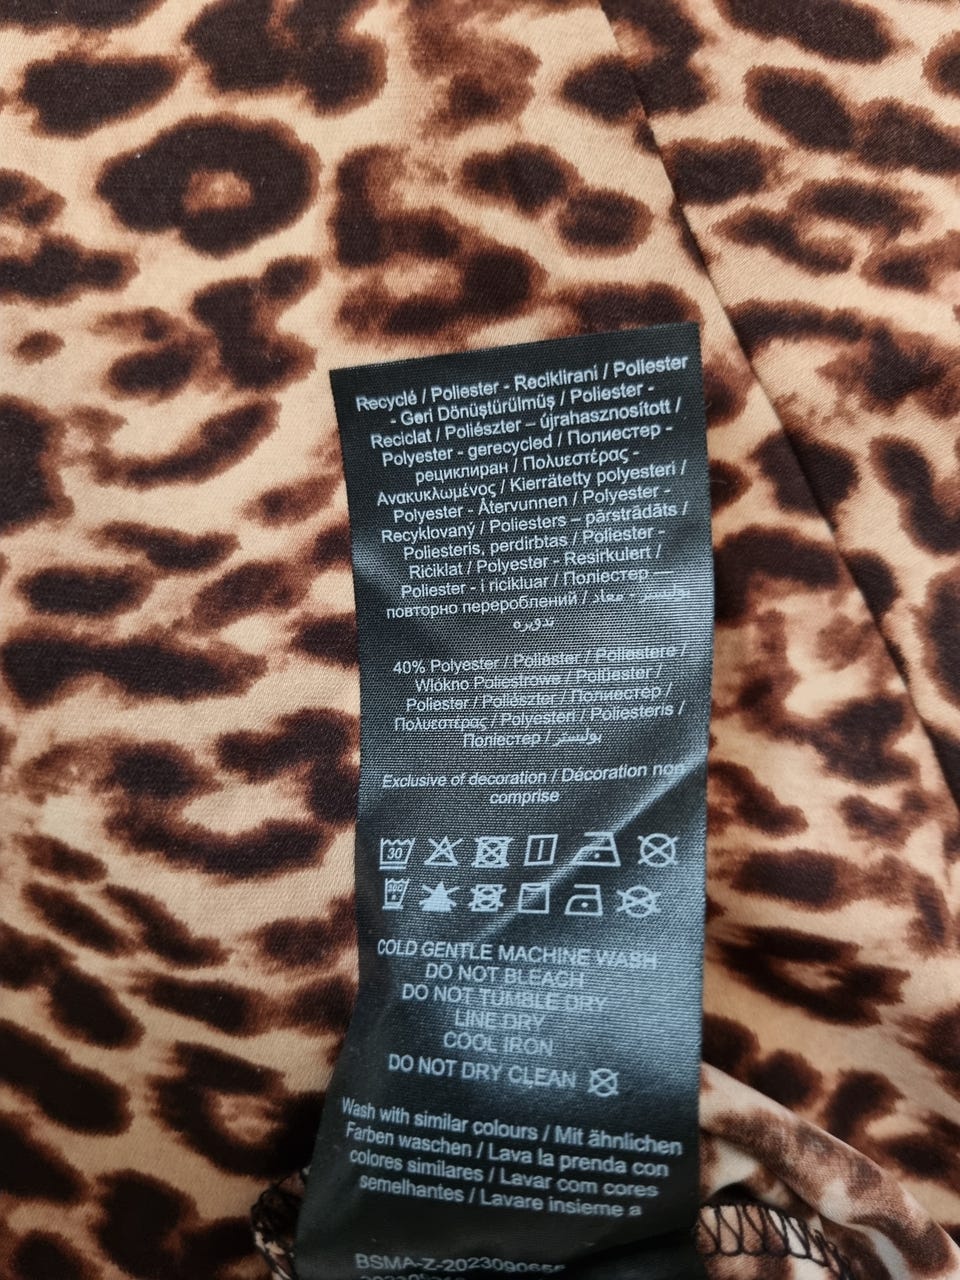 Recyclé / Poliester - Reciklirani / Poliester
- Geri Dönüştürülmüş / Poliester -
Reciclat / Poliészter – újrahasznosított /
Polyester - gerecycled / Полиестер -
рециклиран / Πολυεστέρας -
Ανακυκλωμένος / Kierrätetty polyesteri /
Polyester - Återvunnen / Polyester -
Recyklovaný / Poliesters – pārstrādāts /
Poliesteris, perdirbtas / Poliester -
Riċiklat / Polyester - Resirkulert /
Poliester - i ricikluar / Поліестер —
повторно перероблений / بوليستر - معاد
تدويره
40% Polyester / Poliéster / Poliestere /
Włókno Poliestrowe / Polüester /
Poliester / Poliészter / Полиестер /
Πολυεστέρας / Polyesteri / Poliesteris /
Поліестер / بوليستر
Exclusive of decoration / Décoration non
comprise
30
COLD GENTLE MACHINE WASH
DO NOT BLEACH
DO NOT TUMBLE DRY
LINE DRY
COOL IRON
DO NOT DRY CLEAN
Wash with similar colours / Mit ähnlichen
Farben waschen / Lava la prenda con
colores similares / Lavar com cores
semelhantes / Lavare insieme a